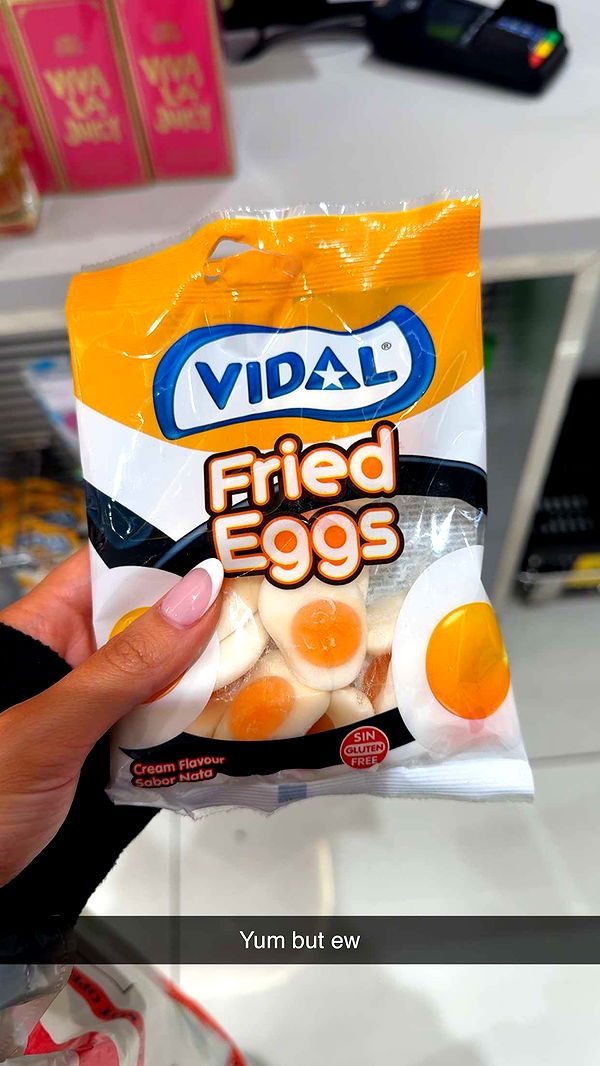 VIVA
LA
JUICY
VIVA
LA
JUICY
VIDAL®
Fried
Eggs
Cream Flavour
Sabor Nata
SIN
GLUTEN
FREE
Yum but ew